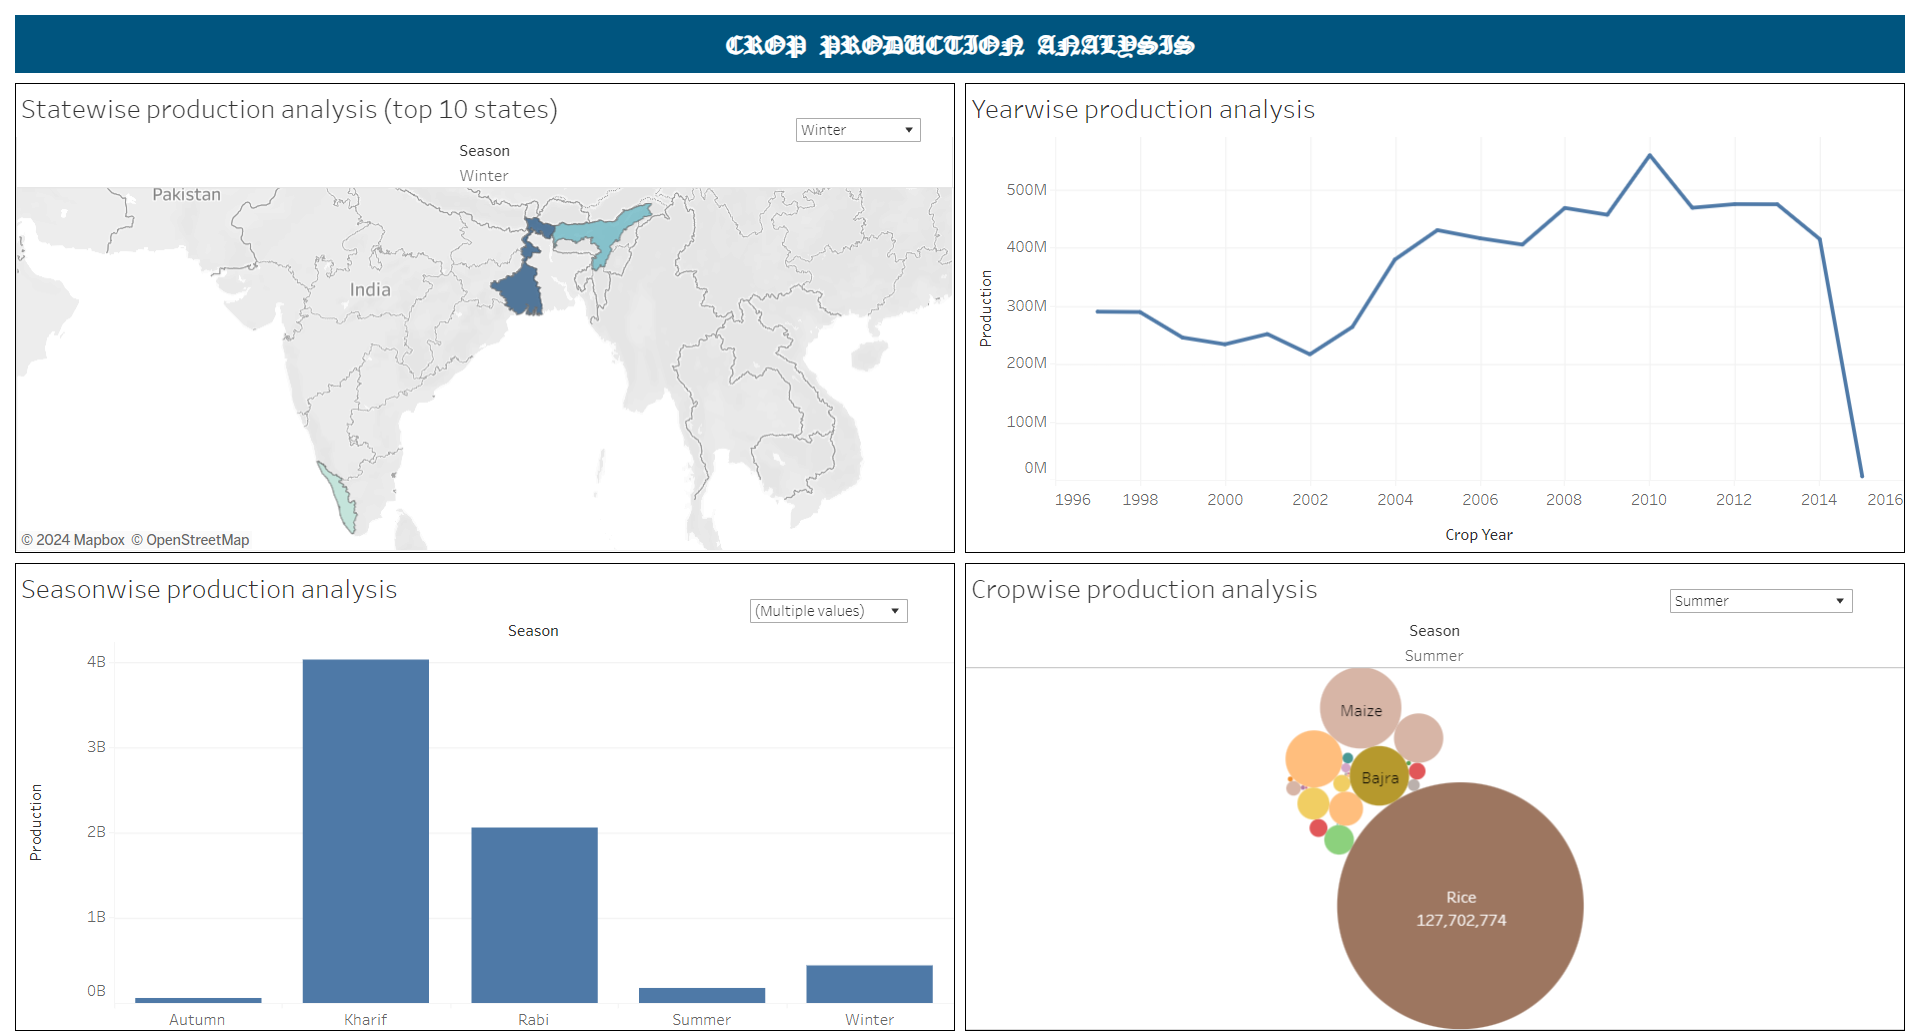 CROP PRODUCTION ANALYSIS
Statewise production analysis (top 10 states)
Winter
Season
Winter
Pakistan
India
© 2024 Mapbox © OpenStreetMap
Yearwise production analysis
Production
500M
400M
300M
200M
100M
0M
1996 1998 2000 2002 2004 2006 2008 2010 2012 2014 2016
Crop Year
Seasonwise production analysis
(Multiple values)
Season
Production
4B
3B
2B
1B
0B
Autumn Kharif Rabi Summer Winter
Cropwise production analysis
Summer
Season
Summer
Maize
Bajra
Rice
127,702,774